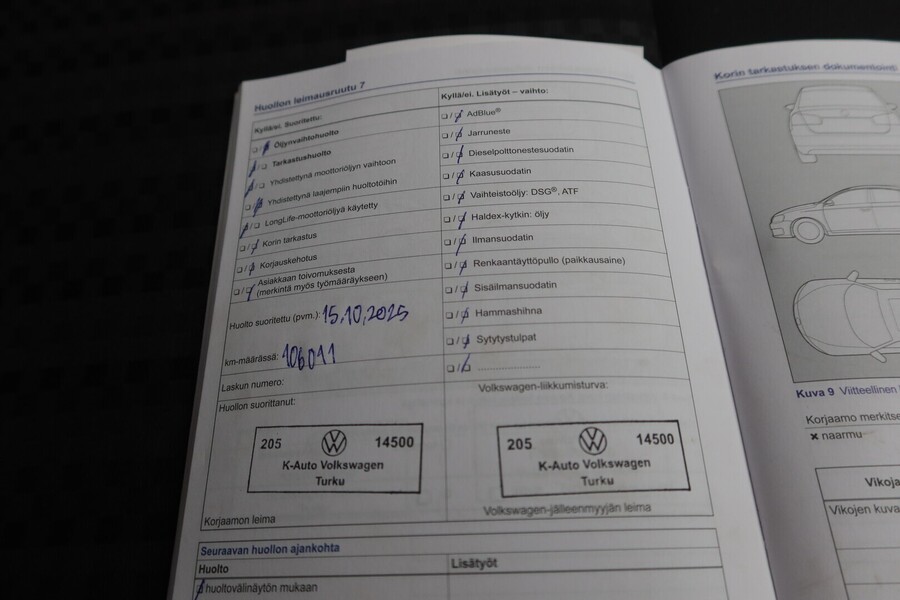 Huollon leimausruutu 7
Kyllä/ei. Suoritettu:
☐/☐ Öljynvaihtohuolto
☐/☐ Tarkastushuolto
☐/☐ Yhdistettynä moottoriöljyn vaihtoon
☐/☐ Yhdistettynä laajempiin huoltotöihin
☐/☐ LongLife-moottoriöljyä käytetty
☐/☐ Korin tarkastus
☐/☐ Korjauskehotus
☐/☐ Asiakkaan toivomuksesta
(merkintä myös työmääräykseen)
Huolto suoritettu (pvm.): 15.10.2025
km-määrässä: 106011
Laskun numero:
Huollon suorittanut:
205 14500
K-Auto Volkswagen
Turku
Korjaamon leima
Kyllä/ei. Lisätyöt – vaihto:
☐/☐ AdBlue®
☐/☐ Jarruneste
☐/☐ Dieselpolttonestesuodatin
☐/☐ Kaasusuodatin
☐/☐ Vaihteistoöljy: DSG®, ATF
☐/☐ Haldex-kytkin: öljy
☐/☐ Ilmansuodatin
☐/☐ Renkaantäyttöpullo (paikkausaine)
☐/☐ Sisäilmansuodatin
☐/☐ Hammashihna
☐/☐ Sytytystulpat
☐/☐ ....................
Volkswagen-liikkumisturva:
205 14500
K-Auto Volkswagen
Turku
Volkswagen-jälleenmyyjän leima
Seuraavan huollon ajankohta
Huolto
Lisätyöt
☐ huoltovälinäytön mukaan
Korin tarkastuksen dokumentointi
Kuva 9 Viitteellinen
Korjaamo merkitse
✗ naarmu
Vikoja
Vikojen kuva